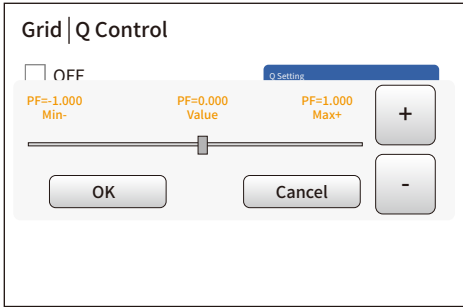 Grid | Q Control
OFF
Q Setting
PF=-1.000 PF=0.000 PF=1.000
Min- Value Max+
+
OK Cancel
-